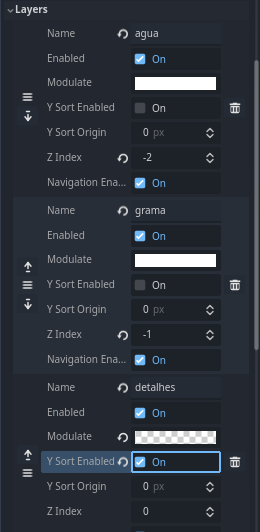 Layers
Name agua
Enabled On
Modulate
Y Sort Enabled On
Y Sort Origin 0 px
Z Index -2
Navigation Ena... On
Name grama
Enabled On
Modulate
Y Sort Enabled On
Y Sort Origin 0 px
Z Index -1
Navigation Ena... On
Name detalhes
Enabled On
Modulate
Y Sort Enabled On
Y Sort Origin 0 px
Z Index 0